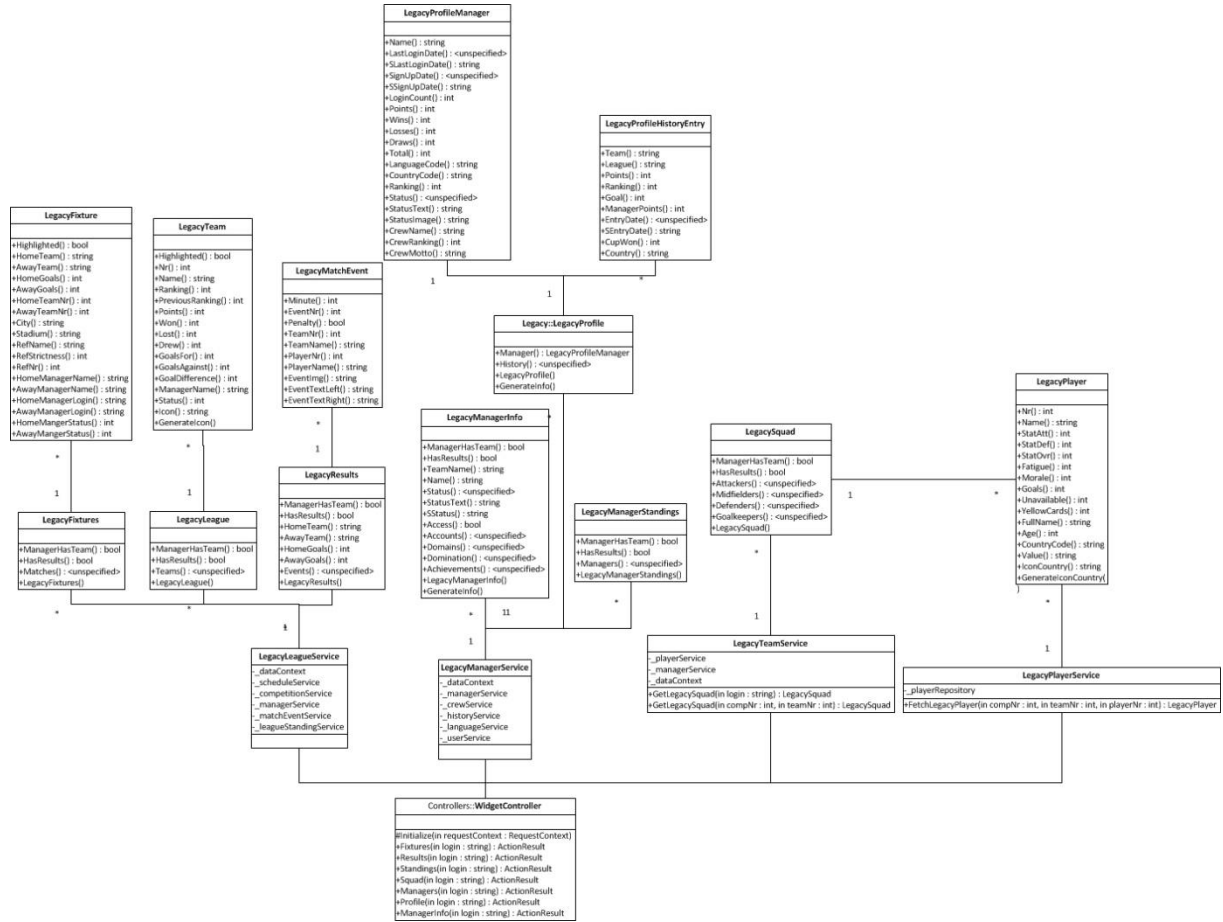 LegacyProfileManager
+Name() : string
+LastLoginDate() : <unspecified>
+SLastLoginDate() : string
+SignUpDate() : <unspecified>
+SSignUpDate() : string
+LoginCount() : int
+Points() : int
+Wins() : int
+Losses() : int
+Draws() : int
+Total() : int
+LanguageCode() : string
+CountryCode() : string
+Ranking() : int
+Status() : <unspecified>
+StatusText() : string
+StatusImage() : string
+CrewName() : string
+CrewRanking() : int
+CrewMotto() : string
LegacyProfileHistoryEntry
+Team() : string
+League() : string
+Points() : int
+Ranking() : int
+Goal() : int
+ManagerPoints() : int
+EntryDate() : <unspecified>
+SEntryDate() : string
+CupWon() : int
+Country() : string
1
*
1
LegacyFixture
+Highlighted() : bool
+HomeTeam() : string
+AwayTeam() : string
+HomeGoals() : int
+AwayGoals() : int
+HomeTeamNr() : int
+AwayTeamNr() : int
+City() : string
+Stadium() : string
+RefName() : string
+RefStrictness() : int
+RefNr() : int
+HomeManagerName() : string
+AwayManagerName() : string
+HomeManagerLogin() : string
+AwayManagerLogin() : string
+HomeMangerStatus() : int
+AwayMangerStatus() : int
*
1
LegacyTeam
+Highlighted() : bool
+Nr() : int
+Name() : string
+Ranking() : int
+PreviousRanking() : int
+Points() : int
+Won() : int
+Lost() : int
+Drew() : int
+GoalsFor() : int
+GoalsAgainst() : int
+GoalDifference() : int
+ManagerName() : string
+Status() : int
+Icon() : string
+GenerateIcon()
*
1
LegacyMatchEvent
+Minute() : int
+EventNr() : int
+Penalty() : bool
+TeamNr() : int
+TeamName() : string
+PlayerNr() : int
+PlayerName() : string
+EventImg() : string
+EventTextLeft() : string
+EventTextRight() : string
*
1
Legacy::LegacyProfile
+Manager() : LegacyProfileManager
+History() : <unspecified>
+LegacyProfile()
+GenerateInfo()
*
LegacyManagerInfo
+ManagerHasTeam() : bool
+HasResults() : bool
+TeamName() : string
+Name() : string
+Status() : <unspecified>
+StatusText() : string
+SStatus() : string
+Access() : bool
+Accounts() : <unspecified>
+Domains() : <unspecified>
+Domination() : <unspecified>
+Achievements() : <unspecified>
+LegacyManagerInfo()
+GenerateInfo()
*
11
1
LegacySquad
+ManagerHasTeam() : bool
+HasResults() : bool
+Attackers() : <unspecified>
+Midfielders() : <unspecified>
+Defenders() : <unspecified>
+Goalkeepers() : <unspecified>
+LegacySquad()
1
*
*
1
LegacyPlayer
+Nr() : int
+Name() : string
+StatAtt() : int
+StatDef() : int
+StatOvr() : int
+Fatigue() : int
+Morale() : int
+Goals() : int
+Unavailable() : int
+YellowCards() : int
+FullName() : string
+Age() : int
+CountryCode() : string
+Value() : string
+IconCountry() : string
+GenerateIconCountry(
)
*
1
LegacyFixtures
+ManagerHasTeam() : bool
+HasResults() : bool
+Matches() : <unspecified>
+LegacyFixtures()
*
LegacyLeague
+ManagerHasTeam() : bool
+HasResults() : bool
+Teams() : <unspecified>
+LegacyLeague()
*
LegacyResults
+ManagerHasTeam() : bool
+HasResults() : bool
+HomeTeam() : string
+AwayTeam() : string
+HomeGoals() : int
+AwayGoals() : int
+Events() : <unspecified>
+LegacyResults()
LegacyManagerStandings
+ManagerHasTeam() : bool
+HasResults() : bool
+Managers() : <unspecified>
+LegacyManagerStandings()
*
LegacyLeagueService
-_dataContext
-_scheduleService
-_competitionService
-_managerService
-_matchEventService
-_leagueStandingService
LegacyManagerService
-_dataContext
-_managerService
-_crewService
-_historyService
-_languageService
-_userService
LegacyTeamService
-_playerService
-_managerService
-_dataContext
+GetLegacySquad(in login : string) : LegacySquad
+GetLegacySquad(in compNr : int, in teamNr : int) : LegacySquad
LegacyPlayerService
-_playerRepository
+FetchLegacyPlayer(in compNr : int, in teamNr : int, in playerNr : int) : LegacyPlayer
Controllers::WidgetController
#Initialize(in requestContext : RequestContext)
+Fixtures(in login : string) : ActionResult
+Results(in login : string) : ActionResult
+Standings(in login : string) : ActionResult
+Squad(in login : string) : ActionResult
+Managers(in login : string) : ActionResult
+Profile(in login : string) : ActionResult
+ManagerInfo(in login : string) : ActionResult